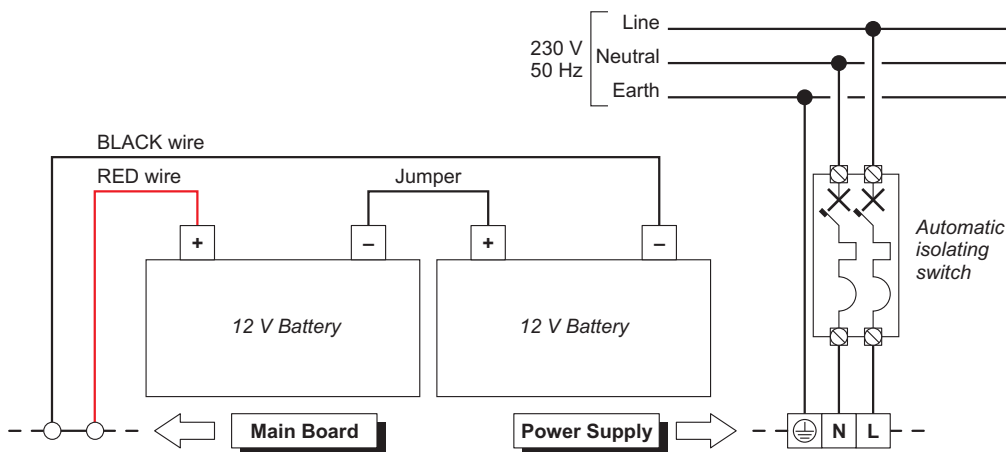 Line
230 V
50 Hz
Neutral
Earth
BLACK wire
RED wire
Jumper
+
–
+
–
Automatic
isolating
switch
12 V Battery
12 V Battery
Main Board
Power Supply
N
L